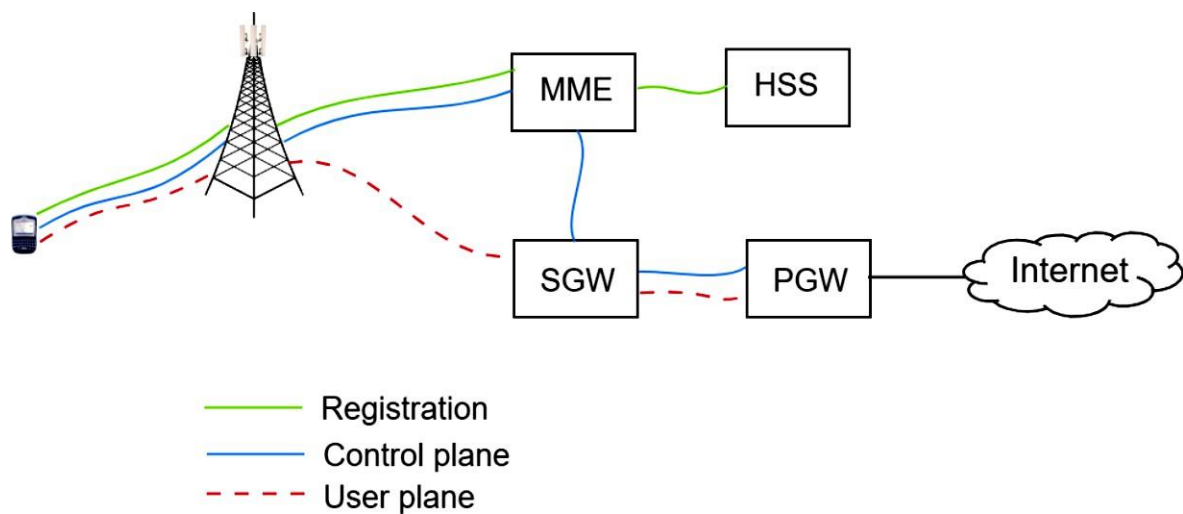 MME
HSS
SGW
PGW
Internet
Registration
Control plane
User plane